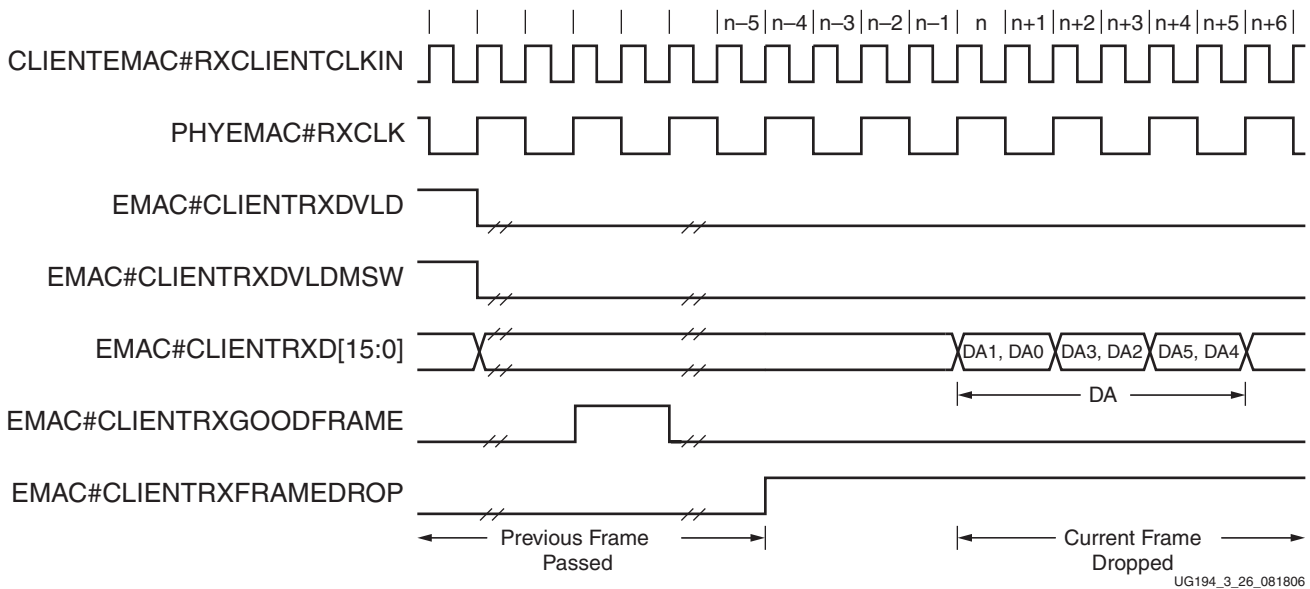 n–5 n–4 n–3 n–2 n–1 n n+1 n+2 n+3 n+4 n+5 n+6
CLIENTEMAC#RXCLIENTCLKIN
PHYEMAC#RXCLK
EMAC#CLIENTRXDVLD
EMAC#CLIENTRXDVLDMSW
EMAC#CLIENTRXD[15:0] DA1, DA0 DA3, DA2 DA5, DA4
DA
EMAC#CLIENTRXGOODFRAME
EMAC#CLIENTRXFRAMEDROP
Previous Frame
Passed
Current Frame
Dropped
UG194_3_26_081806